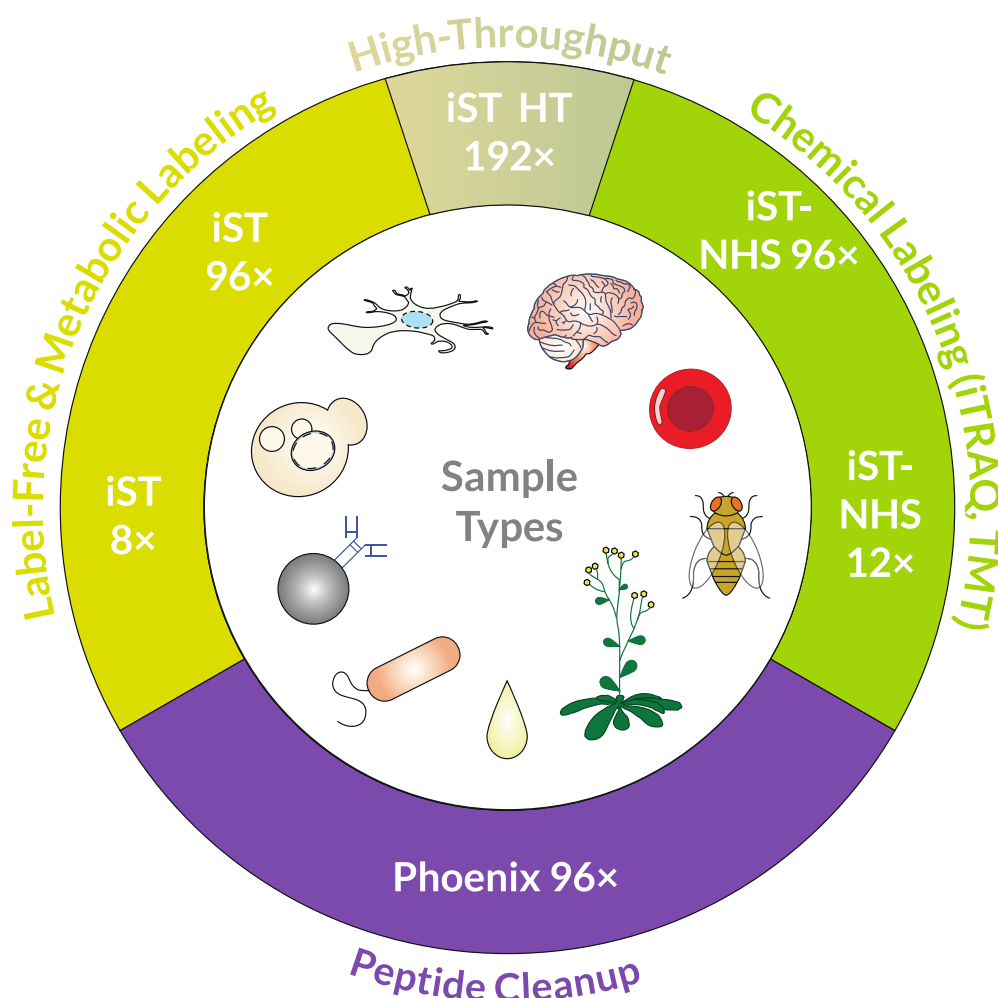 High-Throughput
iST HT
192×
Chemical Labeling (iTRAQ, TMT)
iST-
NHS 96×
iST-
NHS
12×
Label-Free & Metabolic Labeling
iST
96×
iST
8×
Sample
Types
Phoenix 96×
Peptide Cleanup